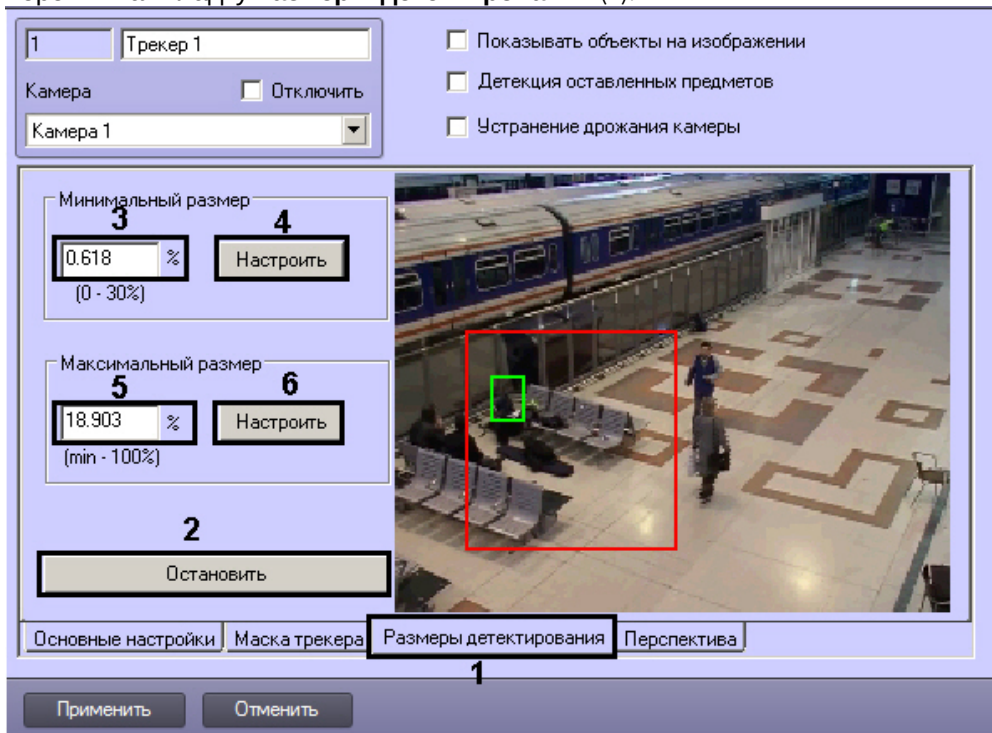 1 Трекер 1
Камера Отключить
Камера 1
Показывать объекты на изображении
Детекция оставленных предметов
Устранение дрожания камеры
Минимальный размер
3 4
0.618 % Настроить
(0 - 30%)
Максимальный размер
5 6
18.903 % Настроить
(min - 100%)
2
Остановить
Основные настройки Маска трекера Размеры детектирования Перспектива
1
Применить Отменить